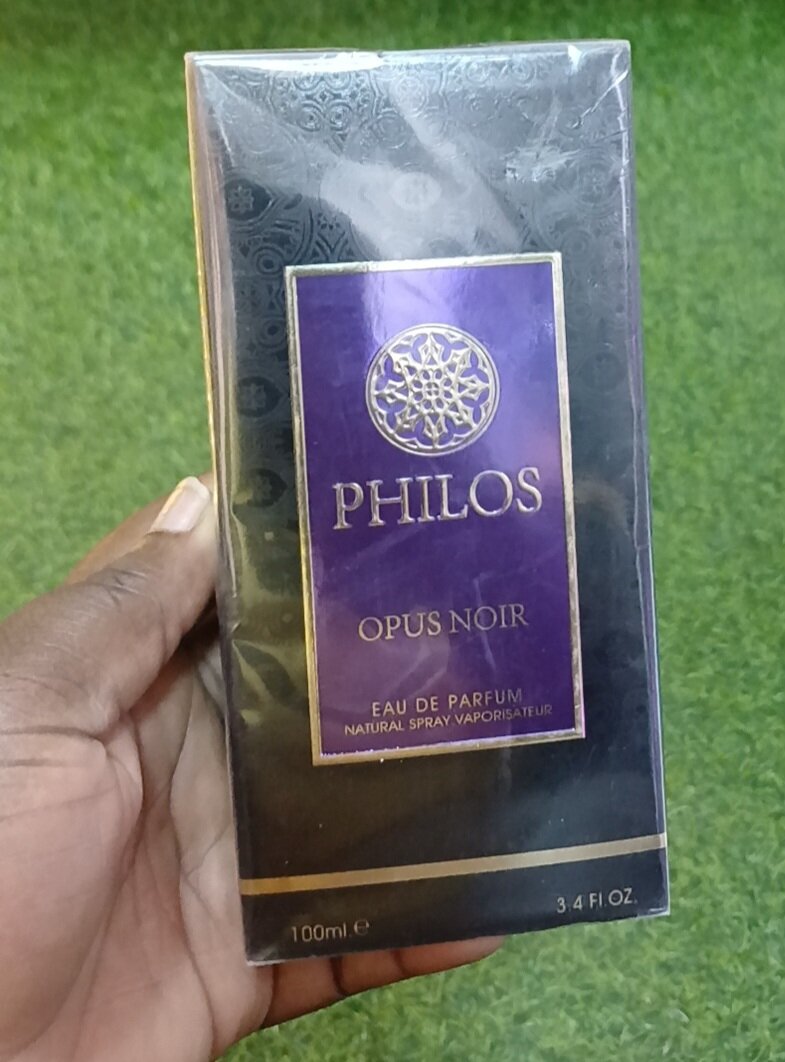 PHILOS
OPUS NOIR
EAU DE PARFUM
NATURAL SPRAY VAPORISATEUR
100ml ℮
3.4 Fl.OZ.